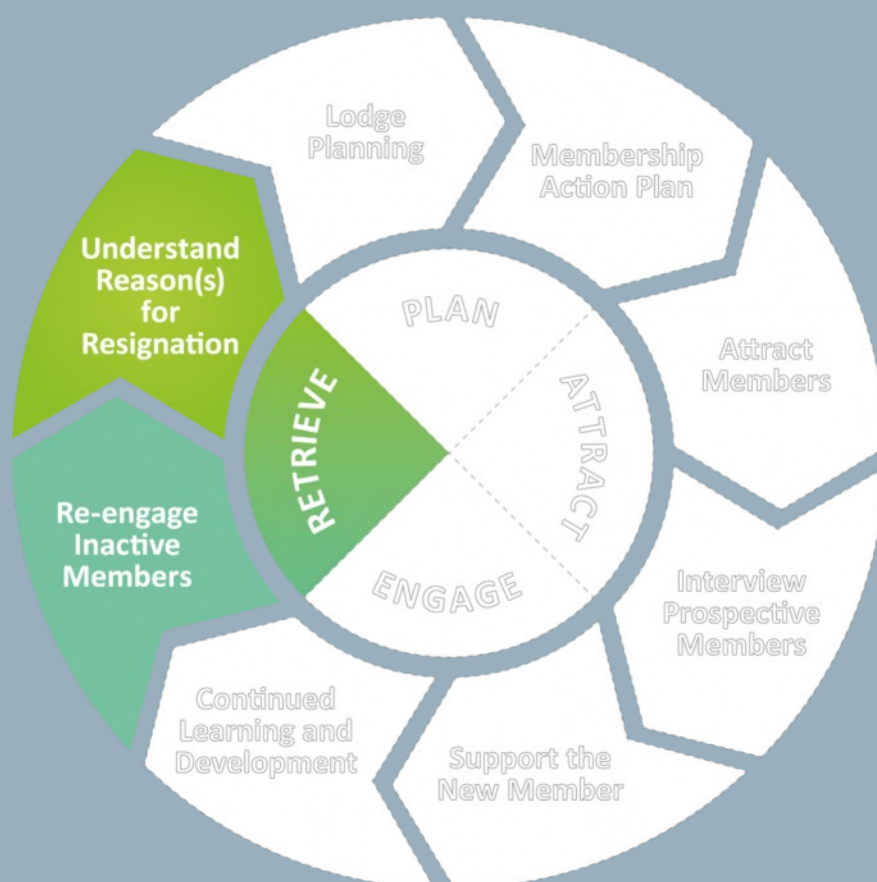 Lodge
Planning
Membership
Action Plan
Attract
Members
Interview
Prospective
Members
Support the
New Member
Continued
Learning and
Development
Re-engage
Inactive
Members
Understand
Reason(s)
for
Resignation
PLAN
ATTRACT
ENGAGE
RETRIEVE